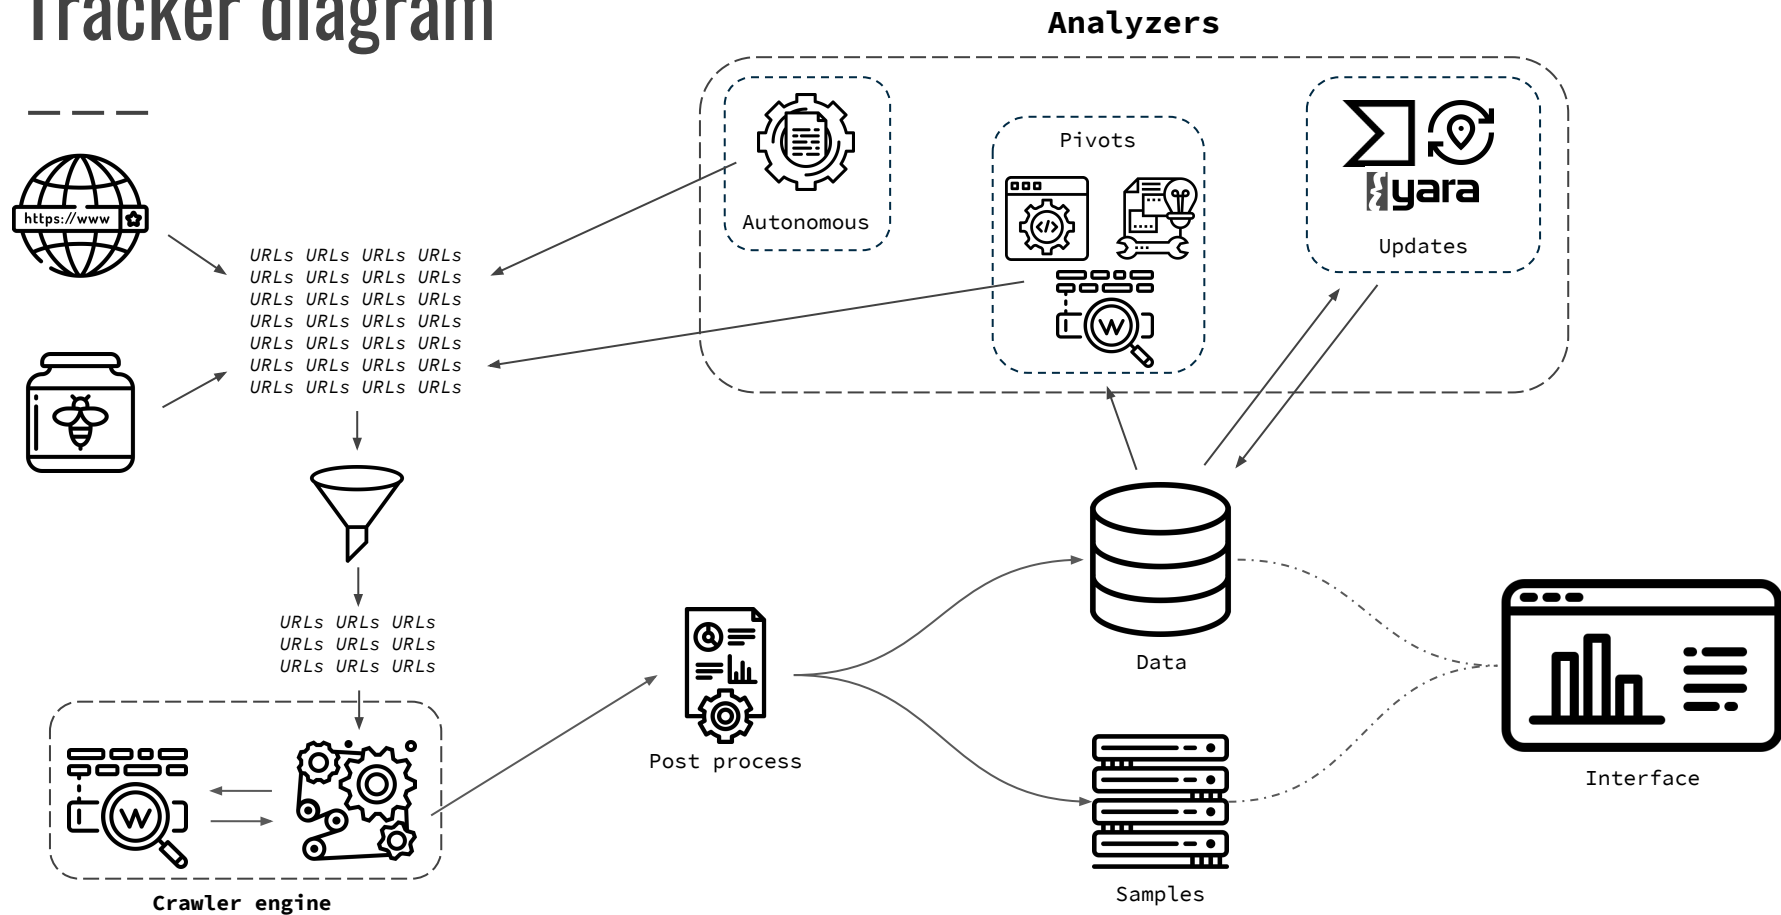 Tracker diagram
Analyzers
https://www
Autonomous
Pivots
</>
W
yara
Updates
URLs URLs URLs URLs
URLs URLs URLs URLs
URLs URLs URLs URLs
URLs URLs URLs URLs
URLs URLs URLs URLs
URLs URLs URLs URLs
URLs URLs URLs URLs
URLs URLs URLs
URLs URLs URLs
URLs URLs URLs
W
Crawler engine
Post process
Data
Samples
Interface